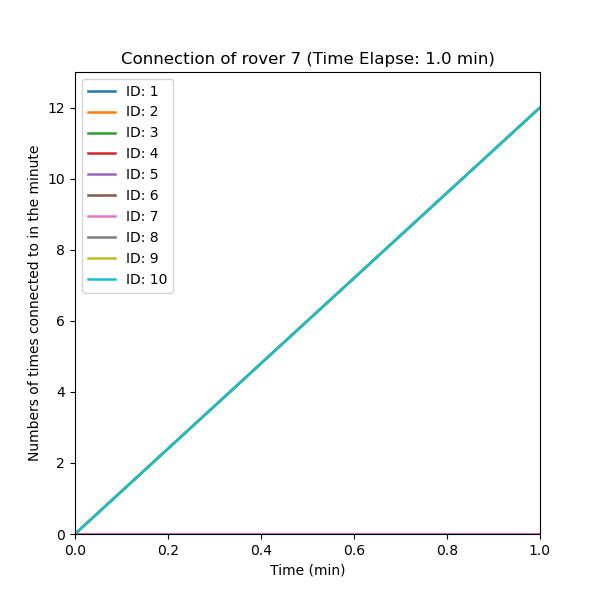 Connection of rover 7 (Time Elapse: 1.0 min)
ID: 1
ID: 2
ID: 3
ID: 4
ID: 5
ID: 6
ID: 7
ID: 8
ID: 9
ID: 10
Numbers of times connected to in the minute
12
10
8
6
4
2
0
0.0 0.2 0.4 0.6 0.8 1.0
Time (min)